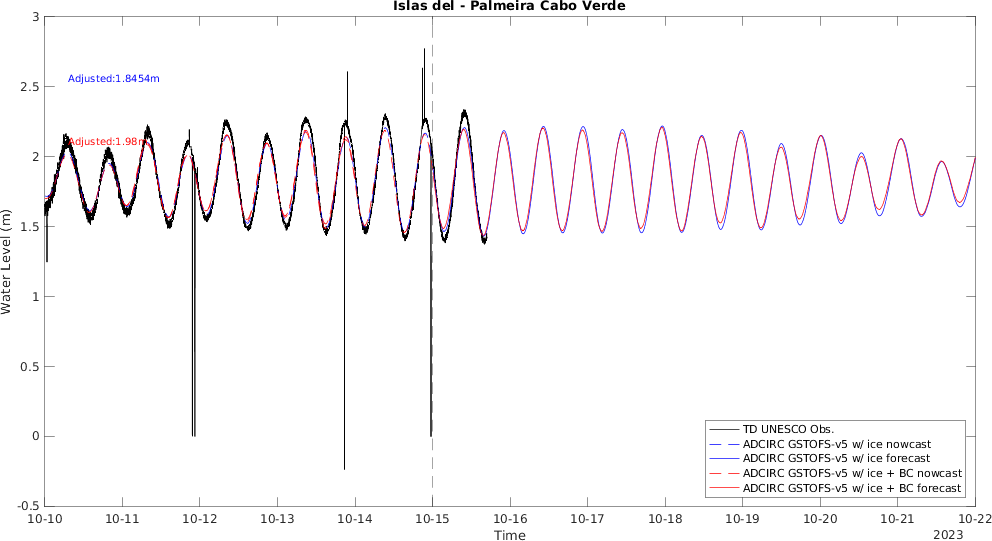 Islas del - Palmeira Cabo Verde
3
2.5
2
1.5
1
0.5
0
-0.5
Water Level (m)
Adjusted:1.8454m
Adjusted:1.98m
TD UNESCO Obs.
ADCIRC GSTOFS-v5 w/ ice nowcast
ADCIRC GSTOFS-v5 w/ ice forecast
ADCIRC GSTOFS-v5 w/ ice + BC nowcast
ADCIRC GSTOFS-v5 w/ ice + BC forecast
10-10 10-11 10-12 10-13 10-14 10-15 10-16 10-17 10-18 10-19 10-20 10-21 10-22
Time
2023